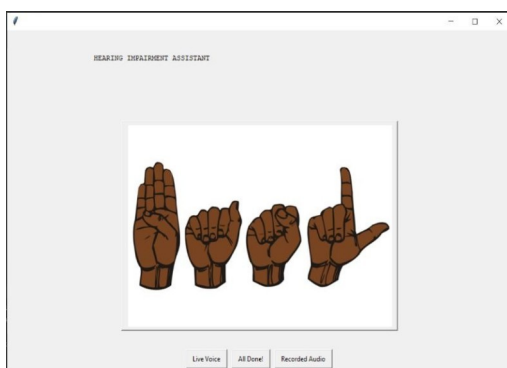 HEARING IMPAIRMENT ASSISTANT
Live Voice
All Done!
Recorded Audio